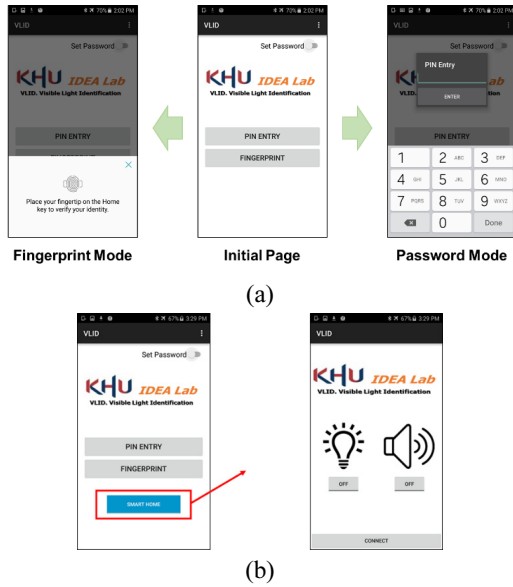 70% 2:02 PM
VLID
Set Password
KHU IDEA Lab
VLID. Visible Light Identification
PIN ENTRY
Place your fingertip on the Home
key to verify your identity.
Fingerprint Mode
70% 2:02 PM
VLID
Set Password
KHU IDEA Lab
VLID. Visible Light Identification
PIN ENTRY
FINGERPRINT
Initial Page
70% 2:02 PM
VLID
Set Password
PIN Entry
ENTER
VLID. Visible Light Identification
PIN ENTRY
1 2 ABC 3 DEF
4 GHI 5 JKL 6 MNO
7 PQRS 8 TUV 9 WXYZ
0 Done
Password Mode
(a)
67% 3:29 PM
VLID
Set Password
KHU IDEA Lab
VLID. Visible Light Identification
PIN ENTRY
FINGERPRINT
SMART HOME
67% 3:29 PM
VLID
KHU IDEA Lab
VLID. Visible Light Identification
OFF OFF
CONNECT
(b)